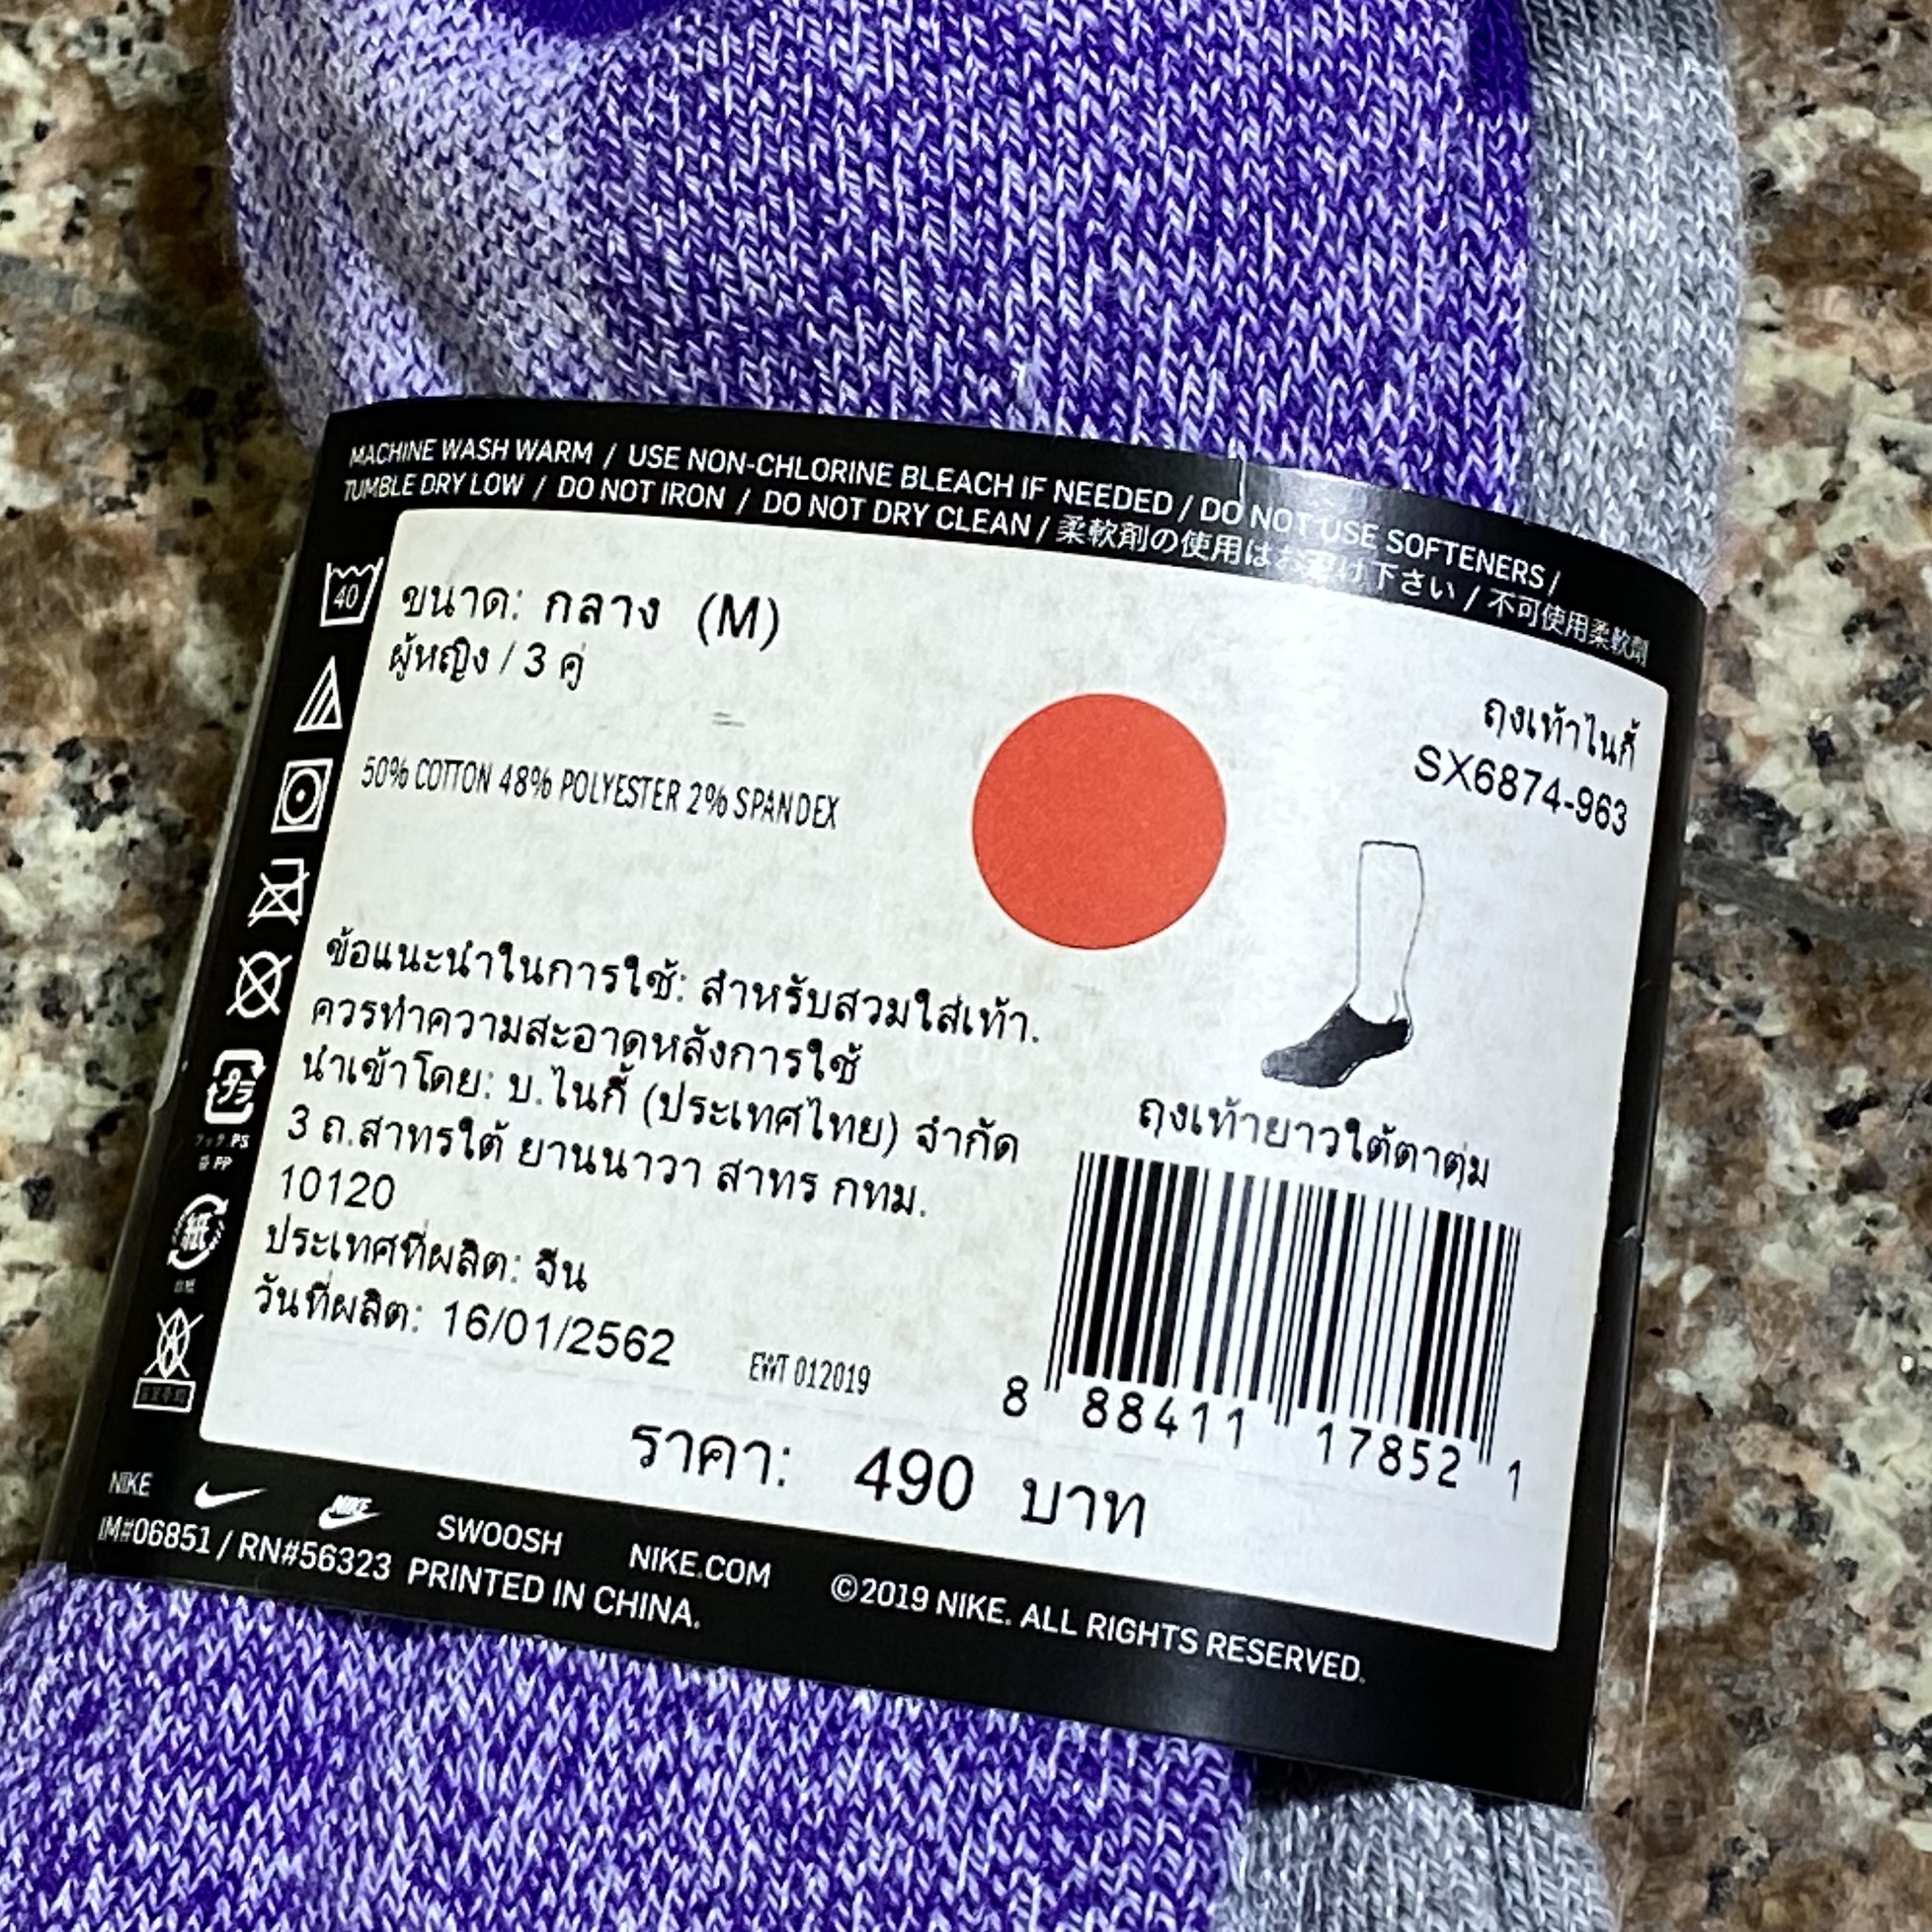 MACHINE WASH WARM / USE NON-CHLORINE BLEACH IF NEEDED / DO NOT USE SOFTENERS /
TUMBLE DRY LOW / DO NOT IRON / DO NOT DRY CLEAN / 柔軟剤の使用はお避け下さい / 不可使用柔軟劑
40
ขนาด: กลาง (M)
ผู้หญิง / 3 คู่
ถุงเท้าไนกี้
SX6874-963
50% COTTON 48% POLYESTER 2% SPANDEX
ข้อแนะนำในการใช้: สำหรับสวมใส่เท้า.
ควรทำความสะอาดหลังการใช้
นำเข้าโดย: บ.ไนกี้ (ประเทศไทย) จำกัด
3 ถ.สาทรใต้ ยานนาวา สาทร กทม.
10120
ประเทศที่ผลิต: จีน
วันที่ผลิต: 16/01/2562
EWT 012019
ถุงเท้ายาวใต้ตาตุ่ม
8 88411 17852 1
ราคา: 490 บาท
プラ
フック PS
袋 PP
紙
台紙
NIKE NIKE SWOOSH NIKE.COM ©2019 NIKE. ALL RIGHTS RESERVED.
IM#06851 / RN#56323 PRINTED IN CHINA.